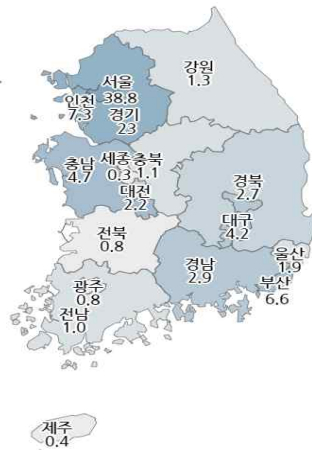 서울
38.8
강원
1.3
인천
7.3
경기
23
충남
4.7
세종
0.3
충북
1.1
대전
2.2
경북
2.7
대구
4.2
전북
0.8
경남
2.9
울산
1.9
부산
6.6
광주
0.8
전남
1.0
제주
0.4